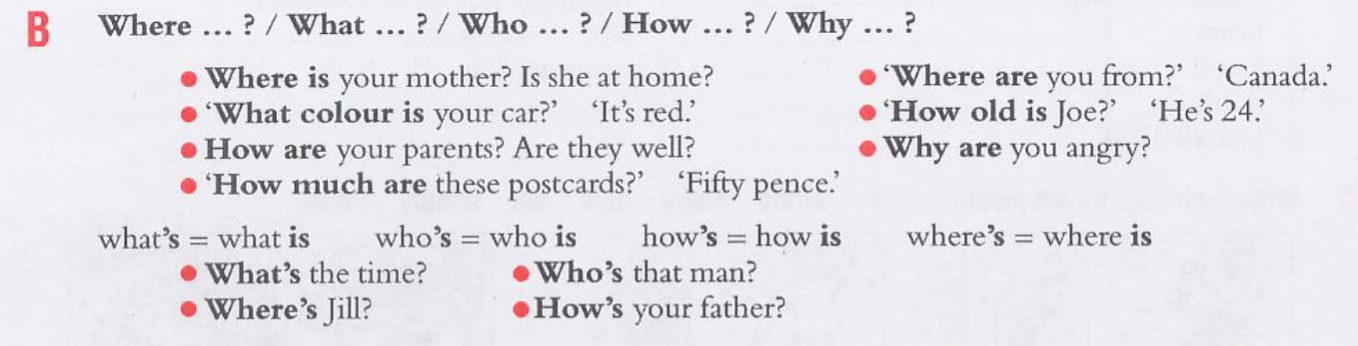 B Where ... ? / What ... ? / Who ... ? / How ... ? / Why ... ?
● Where is your mother? Is she at home?
● ‘What colour is your car?’ ‘It’s red.’
● How are your parents? Are they well?
● ‘How much are these postcards?’ ‘Fifty pence.’
● ‘Where are you from?’ ‘Canada.’
● ‘How old is Joe?’ ‘He’s 24.’
● Why are you angry?
what’s = what is who’s = who is how’s = how is where’s = where is
● What’s the time?
● Where’s Jill?
● Who’s that man?
● How’s your father?